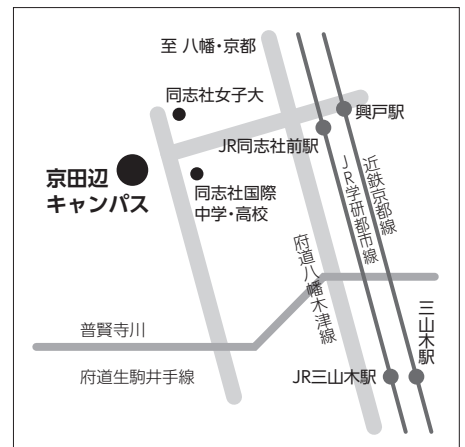 至 八幡・京都
同志社女子大
興戸駅
JR同志社前駅
京田辺
キャンパス
同志社国際
中学・高校
近鉄京都線
JR学研都市線
府道八幡木津線
三山木駅
普賢寺川
府道生駒井手線
JR三山木駅